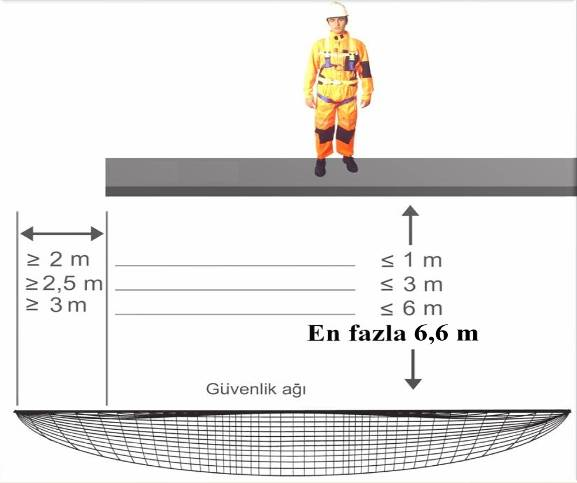 ≥ 2 m ≤ 1 m
≥2,5 m ≤ 3 m
≥ 3 m ≤ 6 m
En fazla 6,6 m
Güvenlik ağı